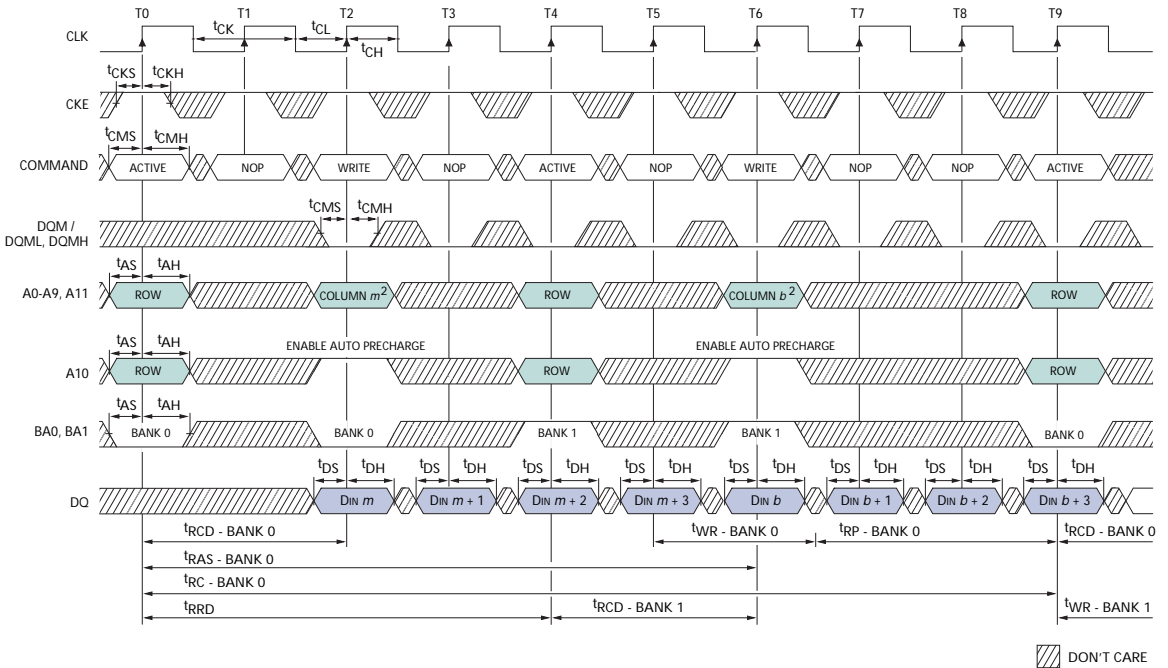 T0 T1 T2 T3 T4 T5 T6 T7 T8 T9
CLK
tCK tCL
tCH
tCKS tCKH
CKE
tCMS tCMH
COMMAND ACTIVE NOP WRITE NOP ACTIVE NOP WRITE NOP NOP ACTIVE
tCMS tCMH
DQM /
DQML, DQMH
tAS tAH
A0-A9, A11 ROW COLUMN m2 ROW COLUMN b2 ROW
tAS tAH ENABLE AUTO PRECHARGE ENABLE AUTO PRECHARGE
A10 ROW ROW ROW
tAS tAH
BA0, BA1 BANK 0 BANK 0 BANK 1 BANK 1 BANK 0
tDS tDH tDS tDH tDS tDH tDS tDH tDS tDH tDS tDH tDS tDH tDS tDH
DQ DIN m DIN m + 1 DIN m + 2 DIN m + 3 DIN b DIN b + 1 DIN b + 2 DIN b + 3
tRCD - BANK 0 tWR - BANK 0 tRP - BANK 0 tRCD - BANK 0
tRAS - BANK 0
tRC - BANK 0
tRRD tRCD - BANK 1 tWR - BANK 1
DON'T CARE